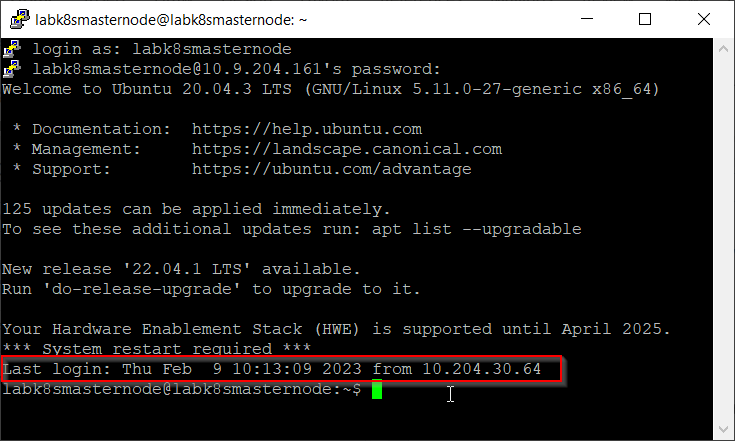 labk8smasternode@labk8smasternode: ~
login as: labk8smasternode
labk8smasternode@10.9.204.161's password:
Welcome to Ubuntu 20.04.3 LTS (GNU/Linux 5.11.0-27-generic x86_64)
* Documentation:  https://help.ubuntu.com
* Management:     https://landscape.canonical.com
* Support:        https://ubuntu.com/advantage
125 updates can be applied immediately.
To see these additional updates run: apt list --upgradable
New release '22.04.1 LTS' available.
Run 'do-release-upgrade' to upgrade to it.
Your Hardware Enablement Stack (HWE) is supported until April 2025.
*** System restart required ***
Last login: Thu Feb  9 10:13:09 2023 from 10.204.30.64
labk8smasternode@labk8smasternode:~$